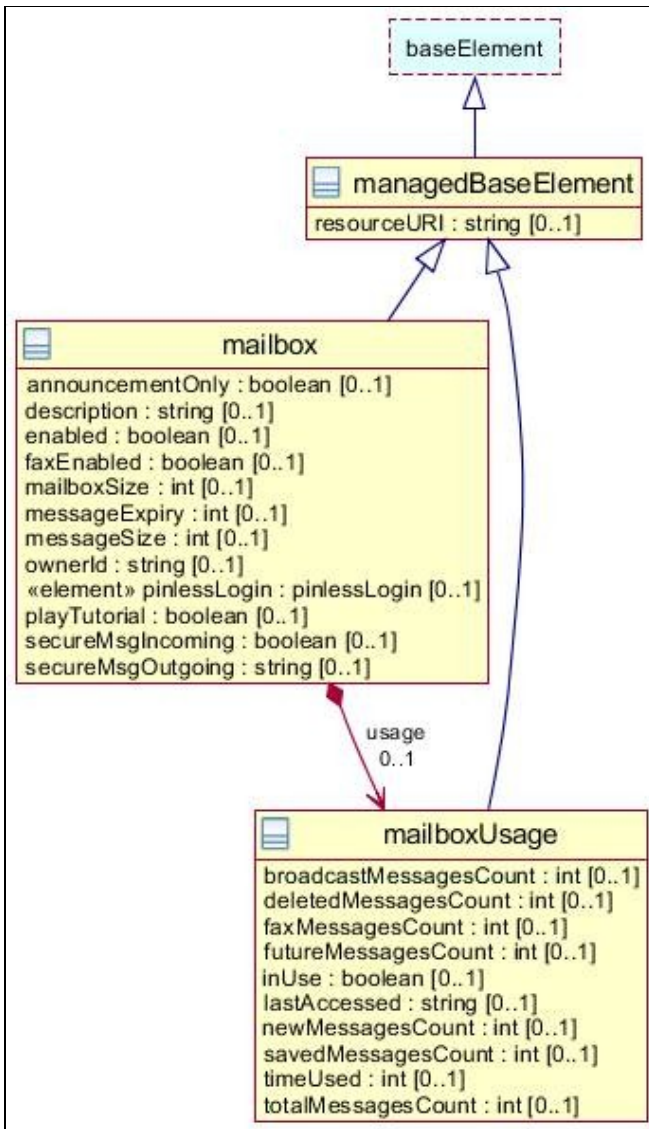 baseElement
managedBaseElement
resourceURI : string [0..1]
mailbox
announcementOnly : boolean [0..1]
description : string [0..1]
enabled : boolean [0..1]
faxEnabled : boolean [0..1]
mailboxSize : int [0..1]
messageExpiry : int [0..1]
messageSize : int [0..1]
ownerId : string [0..1]
«element» pinlessLogin : pinlessLogin [0..1]
playTutorial : boolean [0..1]
secureMsgIncoming : boolean [0..1]
secureMsgOutgoing : string [0..1]
usage
0..1
mailboxUsage
broadcastMessagesCount : int [0..1]
deletedMessagesCount : int [0..1]
faxMessagesCount : int [0..1]
futureMessagesCount : int [0..1]
inUse : boolean [0..1]
lastAccessed : string [0..1]
newMessagesCount : int [0..1]
savedMessagesCount : int [0..1]
timeUsed : int [0..1]
totalMessagesCount : int [0..1]